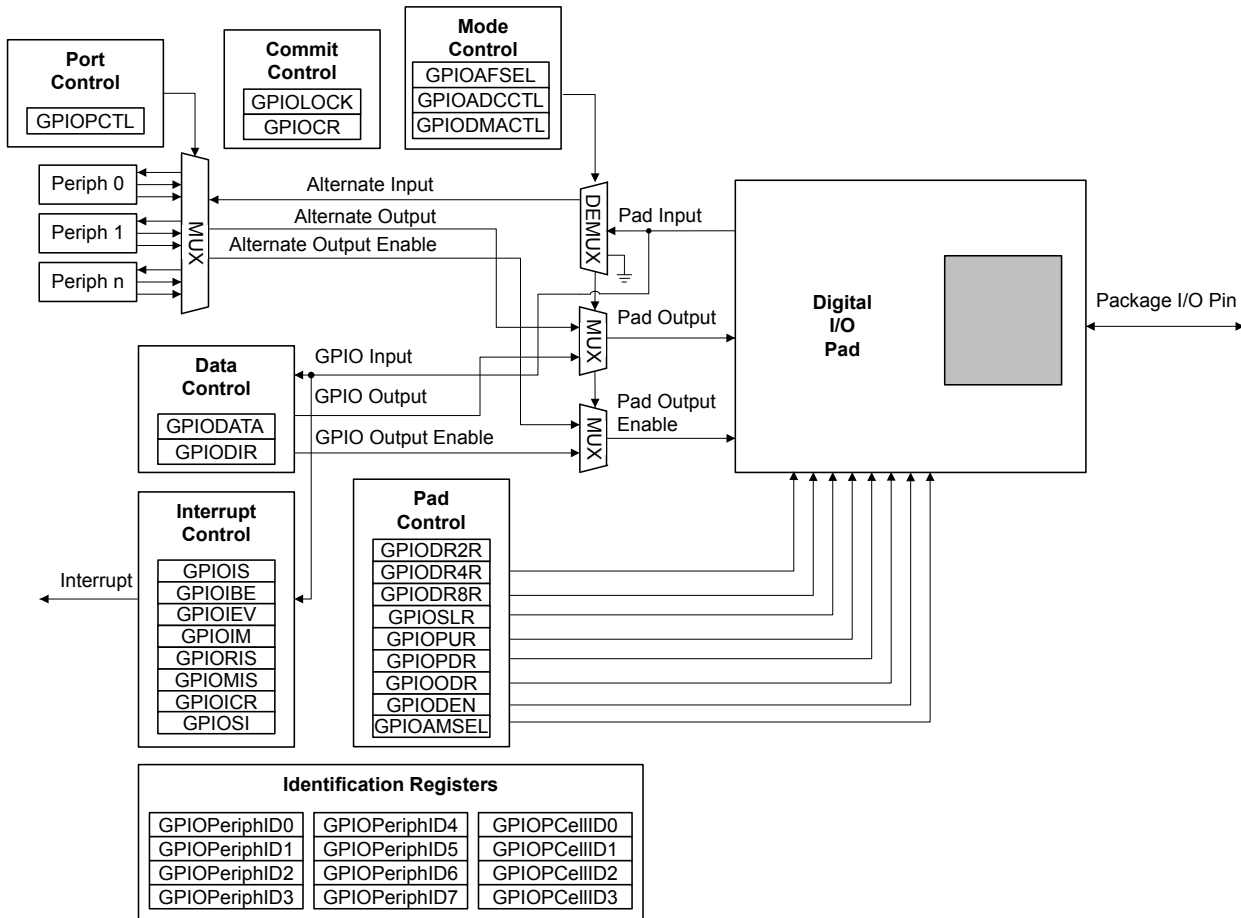 Port
Control
GPIOPCTL
Commit
Control
GPIOLOCK
GPIOCR
Mode
Control
GPIOAFSEL
GPIOADCCTL
GPIODMACTL
Periph 0
Periph 1
Periph n
MUX
Alternate Input
Alternate Output
Alternate Output Enable
DEMUX
Pad Input
MUX
Pad Output
MUX
Pad Output
Enable
Digital
I/O
Pad
Package I/O Pin
Data
Control
GPIODATA
GPIODIR
GPIO Input
GPIO Output
GPIO Output Enable
Interrupt
Control
GPIOIS
GPIOIBE
GPIOIEV
GPIOIM
GPIORIS
GPIOMIS
GPIOICR
GPIOSI
Interrupt
Pad
Control
GPIODR2R
GPIODR4R
GPIODR8R
GPIOSLR
GPIOPUR
GPIOPDR
GPIOODR
GPIODEN
GPIOAMSEL
Identification Registers
GPIOPeriphID0
GPIOPeriphID1
GPIOPeriphID2
GPIOPeriphID3
GPIOPeriphID4
GPIOPeriphID5
GPIOPeriphID6
GPIOPeriphID7
GPIOPCellID0
GPIOPCellID1
GPIOPCellID2
GPIOPCellID3